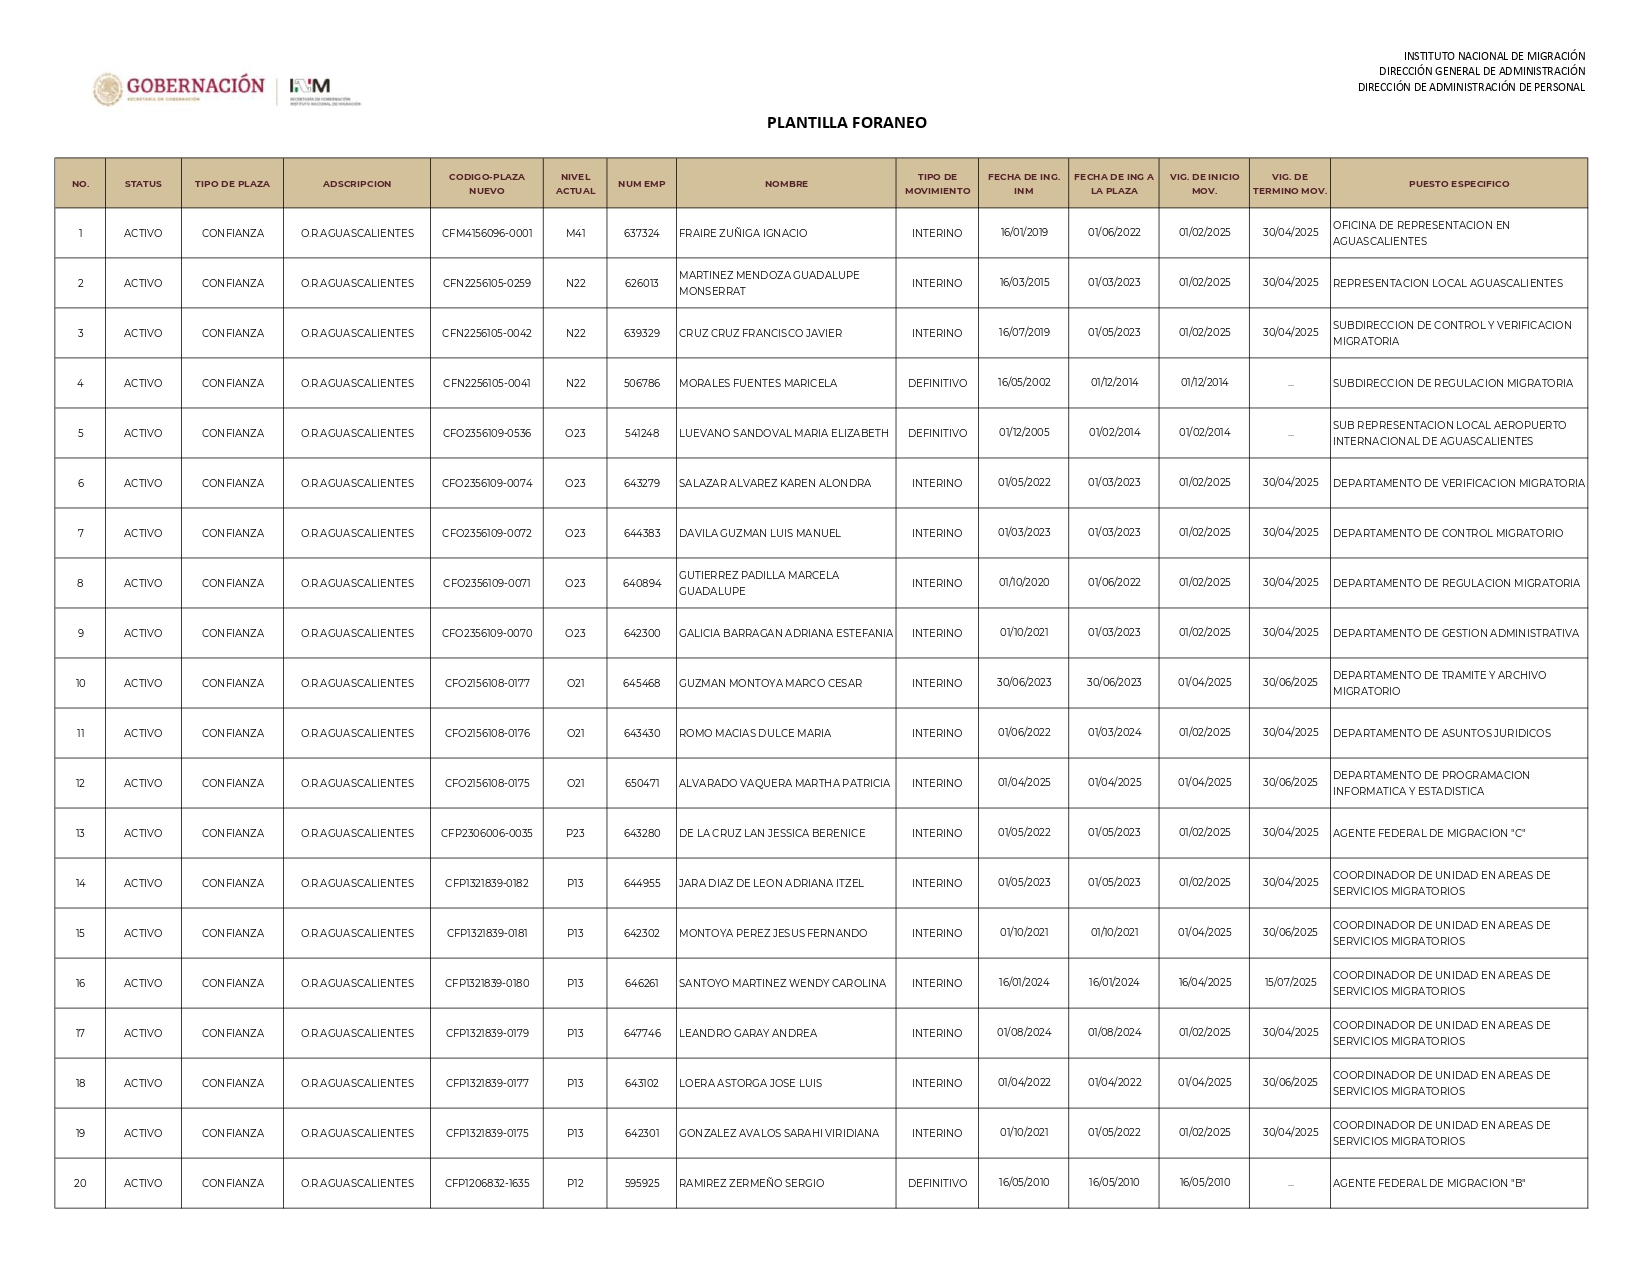 INSTITUTO NACIONAL DE MIGRACIÓN
DIRECCIÓN GENERAL DE ADMINISTRACIÓN
DIRECCIÓN DE ADMINISTRACIÓN DE PERSONAL
GOBERNACIÓN
SECRETARÍA DE GOBERNACIÓN
INM
SECRETARÍA DE GOBERNACIÓN
INSTITUTO NACIONAL DE MIGRACIÓN
PLANTILLA FORANEO
NO. STATUS TIPO DE PLAZA ADSCRIPCION CODIGO-PLAZA NUEVO NIVEL ACTUAL NUM EMP NOMBRE TIPO DE MOVIMIENTO FECHA DE ING. INM FECHA DE ING A LA PLAZA VIG. DE INICIO MOV. VIG. DE TERMINO MOV. PUESTO ESPECIFICO
1 ACTIVO CONFIANZA O.R.AGUASCALIENTES CFM4156096-0001 M41 637324 FRAIRE ZUÑIGA IGNACIO INTERINO 16/01/2019 01/06/2022 01/02/2025 30/04/2025 OFICINA DE REPRESENTACION EN AGUASCALIENTES
2 ACTIVO CONFIANZA O.R.AGUASCALIENTES CFN2256105-0259 N22 626013 MARTINEZ MENDOZA GUADALUPE MONSERRAT INTERINO 16/03/2015 01/03/2023 01/02/2025 30/04/2025 REPRESENTACION LOCAL AGUASCALIENTES
3 ACTIVO CONFIANZA O.R.AGUASCALIENTES CFN2256105-0042 N22 639329 CRUZ CRUZ FRANCISCO JAVIER INTERINO 16/07/2019 01/05/2023 01/02/2025 30/04/2025 SUBDIRECCION DE CONTROL Y VERIFICACION MIGRATORIA
4 ACTIVO CONFIANZA O.R.AGUASCALIENTES CFN2256105-0041 N22 506786 MORALES FUENTES MARICELA DEFINITIVO 16/05/2002 01/12/2014 01/12/2014 ... SUBDIRECCION DE REGULACION MIGRATORIA
5 ACTIVO CONFIANZA O.R.AGUASCALIENTES CFO2356109-0536 O23 541248 LUEVANO SANDOVAL MARIA ELIZABETH DEFINITIVO 01/12/2005 01/02/2014 01/02/2014 ... SUB REPRESENTACION LOCAL AEROPUERTO INTERNACIONAL DE AGUASCALIENTES
6 ACTIVO CONFIANZA O.R.AGUASCALIENTES CFO2356109-0074 O23 643279 SALAZAR ALVAREZ KAREN ALONDRA INTERINO 01/05/2022 01/03/2023 01/02/2025 30/04/2025 DEPARTAMENTO DE VERIFICACION MIGRATORIA
7 ACTIVO CONFIANZA O.R.AGUASCALIENTES CFO2356109-0072 O23 644383 DAVILA GUZMAN LUIS MANUEL INTERINO 01/03/2023 01/03/2023 01/02/2025 30/04/2025 DEPARTAMENTO DE CONTROL MIGRATORIO
8 ACTIVO CONFIANZA O.R.AGUASCALIENTES CFO2356109-0071 O23 640894 GUTIERREZ PADILLA MARCELA GUADALUPE INTERINO 01/10/2020 01/06/2022 01/02/2025 30/04/2025 DEPARTAMENTO DE REGULACION MIGRATORIA
9 ACTIVO CONFIANZA O.R.AGUASCALIENTES CFO2356109-0070 O23 642300 GALICIA BARRAGAN ADRIANA ESTEFANIA INTERINO 01/10/2021 01/03/2023 01/02/2025 30/04/2025 DEPARTAMENTO DE GESTION ADMINISTRATIVA
10 ACTIVO CONFIANZA O.R.AGUASCALIENTES CFO2156108-0177 O21 645468 GUZMAN MONTOYA MARCO CESAR INTERINO 30/06/2023 30/06/2023 01/04/2025 30/06/2025 DEPARTAMENTO DE TRAMITE Y ARCHIVO MIGRATORIO
11 ACTIVO CONFIANZA O.R.AGUASCALIENTES CFO2156108-0176 O21 643430 ROMO MACIAS DULCE MARIA INTERINO 01/06/2022 01/03/2024 01/02/2025 30/04/2025 DEPARTAMENTO DE ASUNTOS JURIDICOS
12 ACTIVO CONFIANZA O.R.AGUASCALIENTES CFO2156108-0175 O21 650471 ALVARADO VAQUERA MARTHA PATRICIA INTERINO 01/04/2025 01/04/2025 01/04/2025 30/06/2025 DEPARTAMENTO DE PROGRAMACION INFORMATICA Y ESTADISTICA
13 ACTIVO CONFIANZA O.R.AGUASCALIENTES CFP2306006-0035 P23 643280 DE LA CRUZ LAN JESSICA BERENICE INTERINO 01/05/2022 01/05/2023 01/02/2025 30/04/2025 AGENTE FEDERAL DE MIGRACION "C"
14 ACTIVO CONFIANZA O.R.AGUASCALIENTES CFP1321839-0182 P13 644955 JARA DIAZ DE LEON ADRIANA ITZEL INTERINO 01/05/2023 01/05/2023 01/02/2025 30/04/2025 COORDINADOR DE UNIDAD EN AREAS DE SERVICIOS MIGRATORIOS
15 ACTIVO CONFIANZA O.R.AGUASCALIENTES CFP1321839-0181 P13 642302 MONTOYA PEREZ JESUS FERNANDO INTERINO 01/10/2021 01/10/2021 01/04/2025 30/06/2025 COORDINADOR DE UNIDAD EN AREAS DE SERVICIOS MIGRATORIOS
16 ACTIVO CONFIANZA O.R.AGUASCALIENTES CFP1321839-0180 P13 646261 SANTOYO MARTINEZ WENDY CAROLINA INTERINO 16/01/2024 16/01/2024 16/04/2025 15/07/2025 COORDINADOR DE UNIDAD EN AREAS DE SERVICIOS MIGRATORIOS
17 ACTIVO CONFIANZA O.R.AGUASCALIENTES CFP1321839-0179 P13 647746 LEANDRO GARAY ANDREA INTERINO 01/08/2024 01/08/2024 01/02/2025 30/04/2025 COORDINADOR DE UNIDAD EN AREAS DE SERVICIOS MIGRATORIOS
18 ACTIVO CONFIANZA O.R.AGUASCALIENTES CFP1321839-0177 P13 643102 LOERA ASTORGA JOSE LUIS INTERINO 01/04/2022 01/04/2022 01/04/2025 30/06/2025 COORDINADOR DE UNIDAD EN AREAS DE SERVICIOS MIGRATORIOS
19 ACTIVO CONFIANZA O.R.AGUASCALIENTES CFP1321839-0175 P13 642301 GONZALEZ AVALOS SARAHI VIRIDIANA INTERINO 01/10/2021 01/05/2022 01/02/2025 30/04/2025 COORDINADOR DE UNIDAD EN AREAS DE SERVICIOS MIGRATORIOS
20 ACTIVO CONFIANZA O.R.AGUASCALIENTES CFP1206832-1635 P12 595925 RAMIREZ ZERMEÑO SERGIO DEFINITIVO 16/05/2010 16/05/2010 16/05/2010 ... AGENTE FEDERAL DE MIGRACION "B"